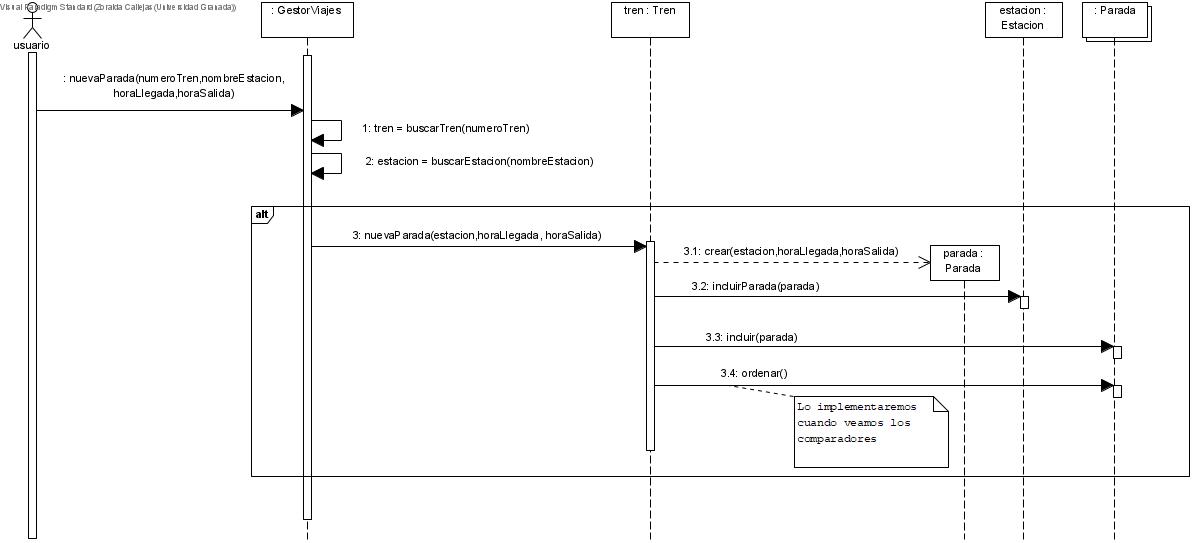 Visual Paradigm Standard (Zoraida Callejas (Universidad Granada))
usuario
: GestorViajes
tren : Tren
estacion :
Estacion
: Parada
: nuevaParada(numeroTren,nombreEstacion,
horaLlegada,horaSalida)
1: tren = buscarTren(numeroTren)
2: estacion = buscarEstacion(nombreEstacion)
alt
3: nuevaParada(estacion,horaLlegada, horaSalida)
3.1: crear(estacion,horaLlegada,horaSalida)
parada :
Parada
3.2: incluirParada(parada)
3.3: incluir(parada)
3.4: ordenar()
Lo implementaremos
cuando veamos los
comparadores